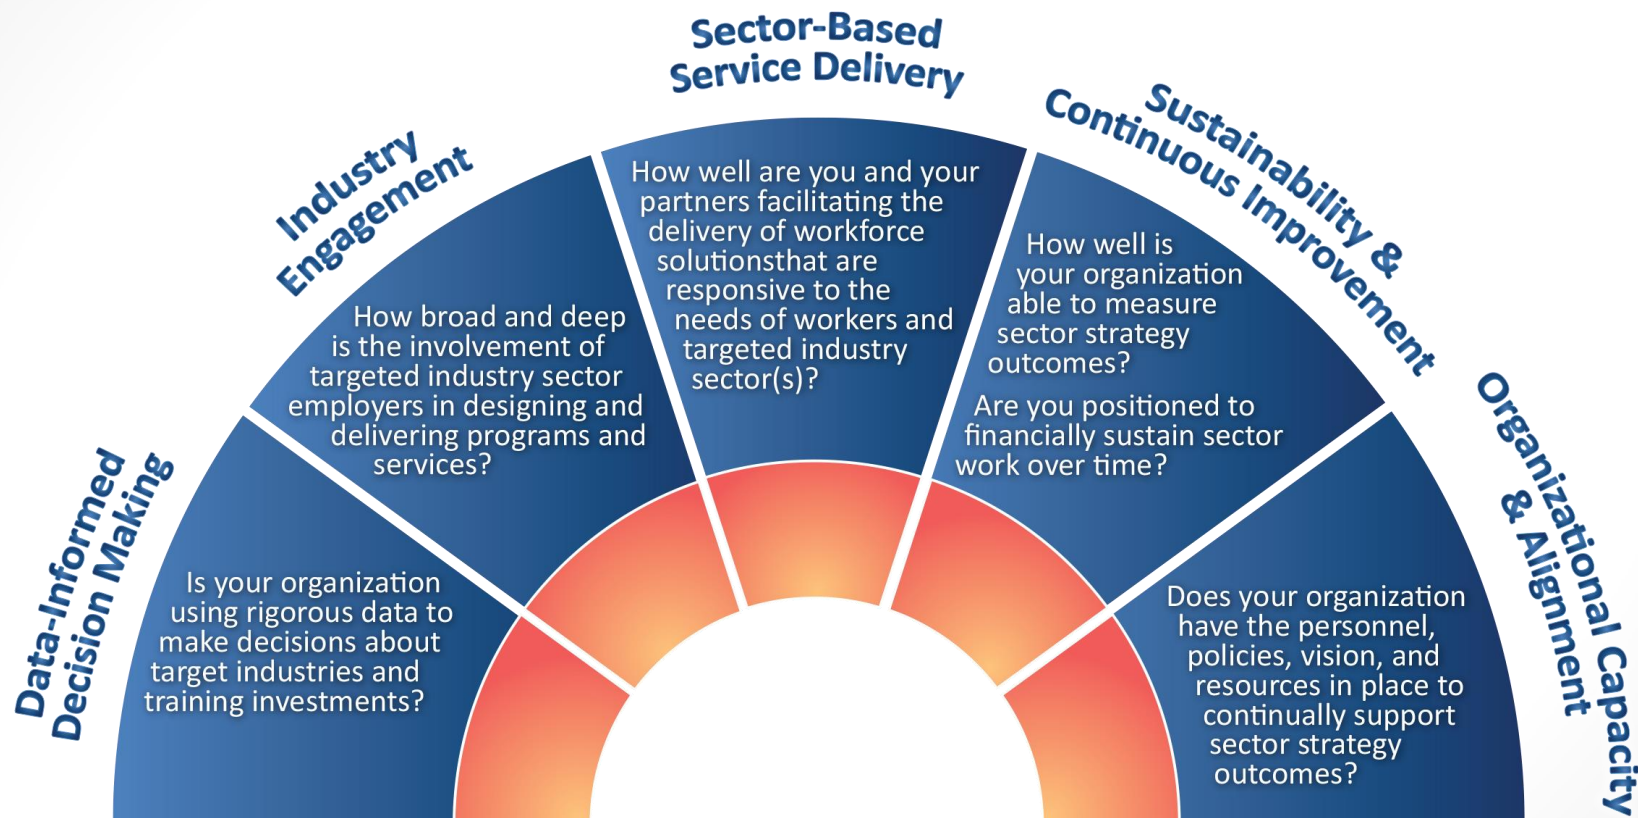 Data-Informed
Decision Making
Is your organization
using rigorous data to
make decisions about
target industries and
training investments?
Industry
Engagement
How broad and deep
is the involvement of
targeted industry sector
employers in designing and
delivering programs and
services?
Sector-Based
Service Delivery
How well are you and your
partners facilitating the
delivery of workforce
solutionsthat are
responsive to the
needs of workers and
targeted industry
sector(s)?
Sustainability &
Continuous Improvement
How well is
your organization
able to measure
sector strategy
outcomes?
Are you positioned to
financially sustain sector
work over time?
Organizational Capacity
& Alignment
Does your organization
have the personnel,
policies, vision, and
resources in place to
continually support
sector strategy
outcomes?